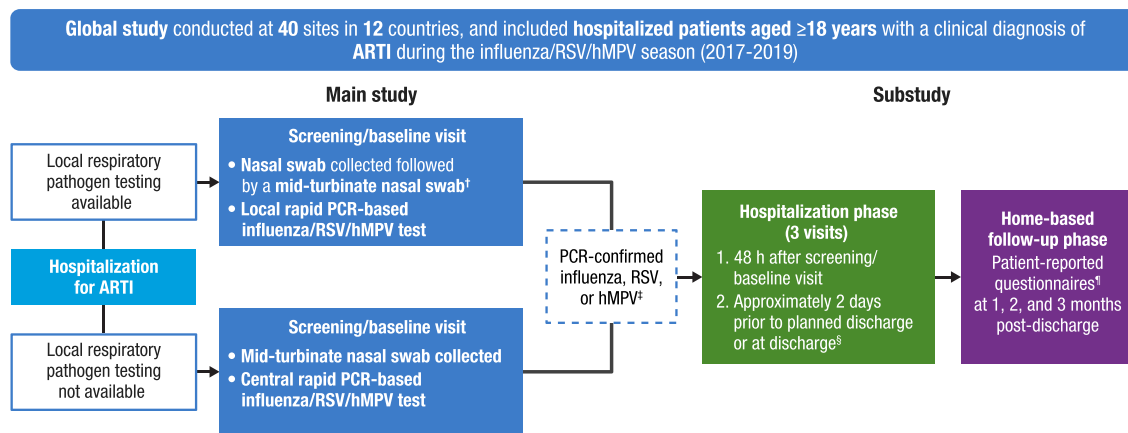 Global study conducted at 40 sites in 12 countries, and included hospitalized patients aged ≥18 years with a clinical diagnosis of
ARTI during the influenza/RSV/hMPV season (2017-2019)
Main study
Substudy
Local respiratory
pathogen testing
available
Hospitalization
for ARTI
Local respiratory
pathogen testing
not available
Screening/baseline visit
• Nasal swab collected followed
by a mid-turbinate nasal swab†
• Local rapid PCR-based
influenza/RSV/hMPV test
Screening/baseline visit
• Mid-turbinate nasal swab collected
• Central rapid PCR-based
influenza/RSV/hMPV test
PCR-confirmed
influenza, RSV,
or hMPV‡
Hospitalization phase
(3 visits)
1. 48 h after screening/
baseline visit
2. Approximately 2 days
prior to planned discharge
or at discharge§
Home-based
follow-up phase
Patient-reported
questionnaires¶
at 1, 2, and 3 months
post-discharge